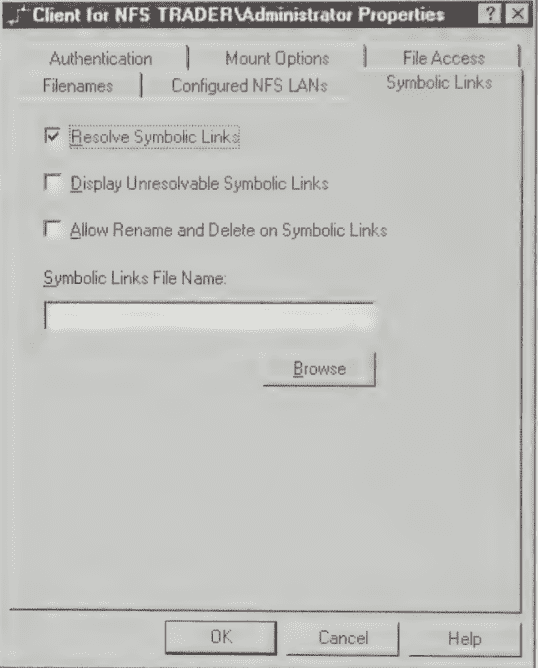 Client for NFS TRADER\Administrator Properties
Authentication
Mount Options
File Access
Filenames
Configured NFS LANs
Symbolic Links
Resolve Symbolic Links
Display Unresolvable Symbolic Links
Allow Rename and Delete on Symbolic Links
Symbolic Links File Name:
Browse
OK
Cancel
Help